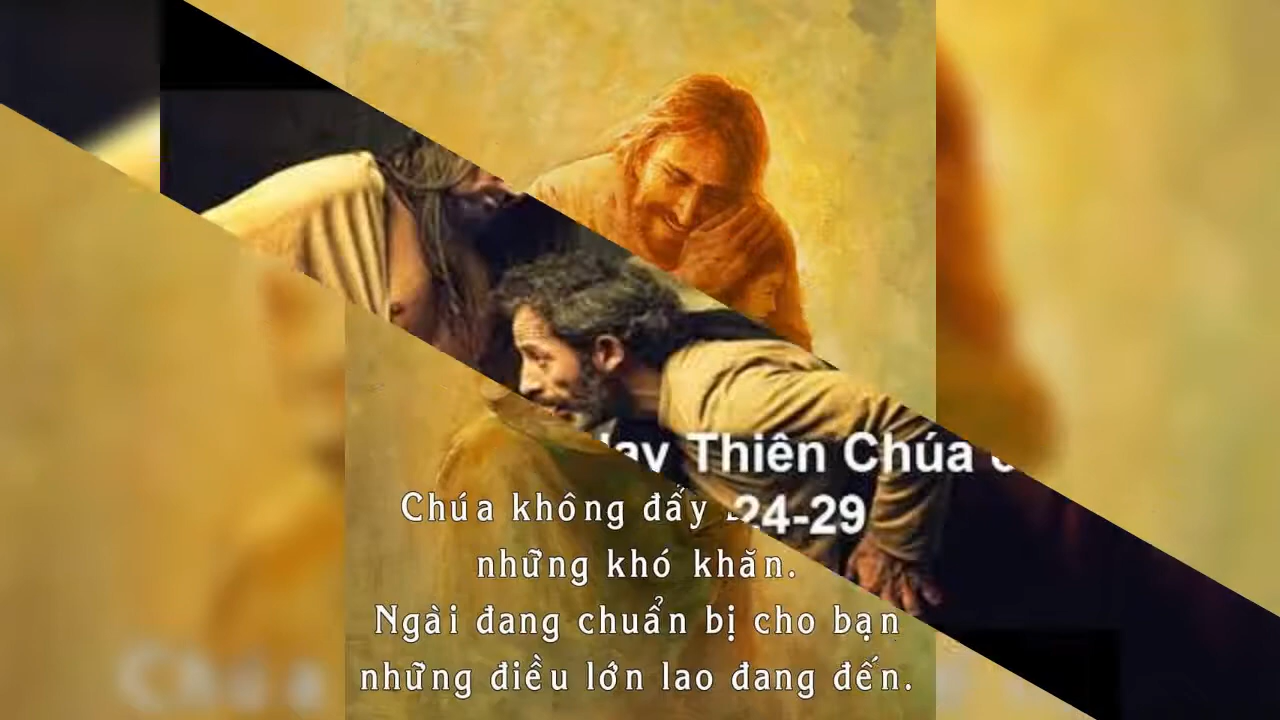 Thiên Chúa
24-29
Chúa không đẩy
những khó khăn.
Ngài đang chuẩn bị cho bạn
những điều lớn lao đang đến.